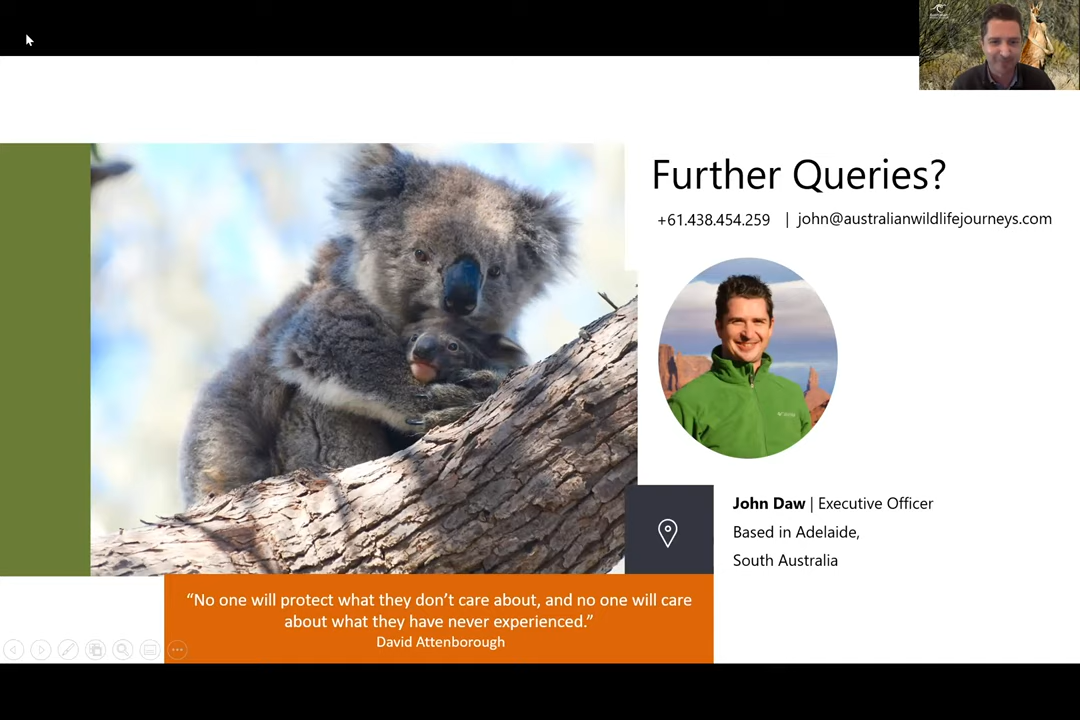 Further Queries?
+61.438.454.259 | john@australianwildlifejourneys.com
John Daw | Executive Officer
Based in Adelaide,
South Australia
“No one will protect what they don’t care about, and no one will care
about what they have never experienced.”
David Attenborough